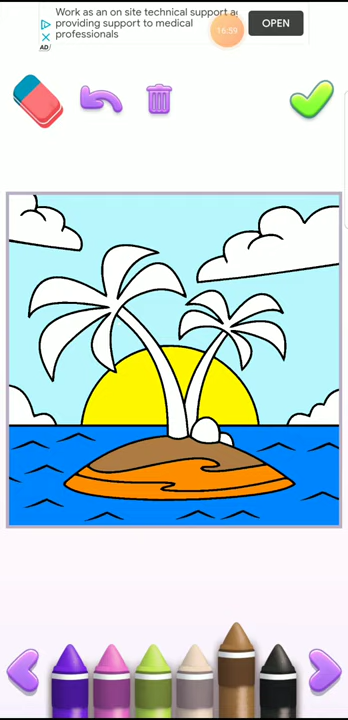 Work as an on site technical support a
providing support to medical
professionals
OPEN
16:59
AD